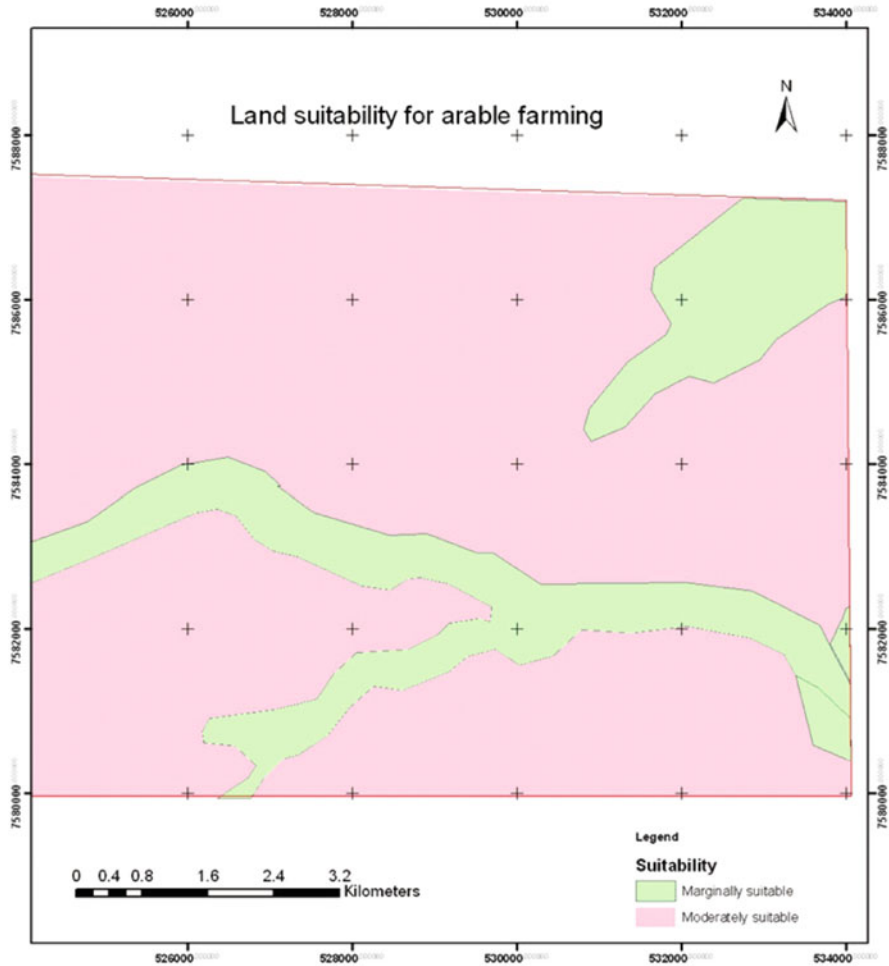 526000 528000 530000 532000 534000
N
Land suitability for arable farming
7588000 7588000
7586000 7586000
7584000 7584000
7582000 7582000
7580000 7580000
Legend
Suitability
Marginally suitable
Moderately suitable
0 0.4 0.8 1.6 2.4 3.2
Kilometers
526000 528000 530000 532000 534000